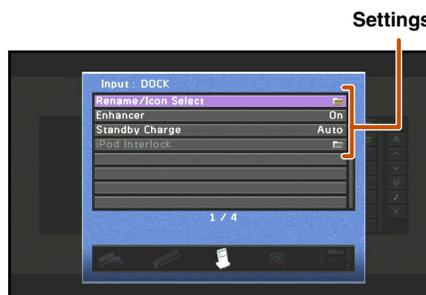 Settings
Input : DOCK
Rename/Icon Select
Enhancer On
Standby Charge Auto
iPod Interlock
1 / 4